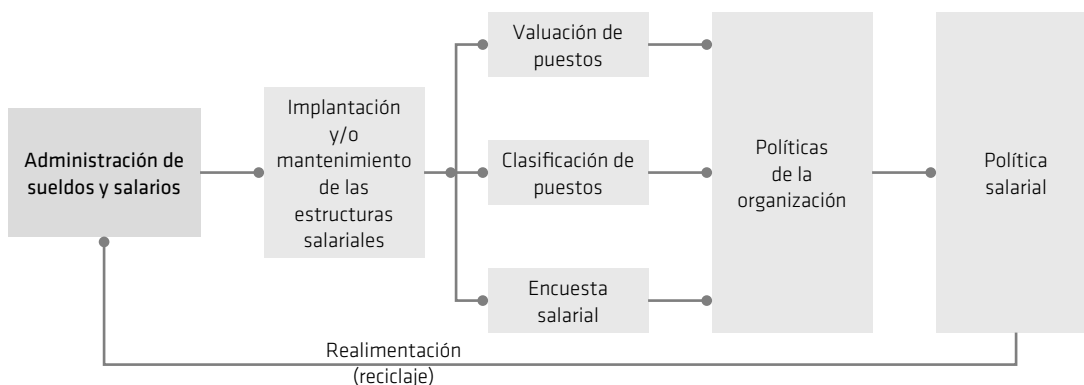 Administración de
sueldos y salarios
Implantación
y/o
mantenimiento
de las
estructuras
salariales
Valuación de
puestos
Clasificación de
puestos
Encuesta
salarial
Políticas
de la
organización
Política
salarial
Realimentación
(reciclaje)